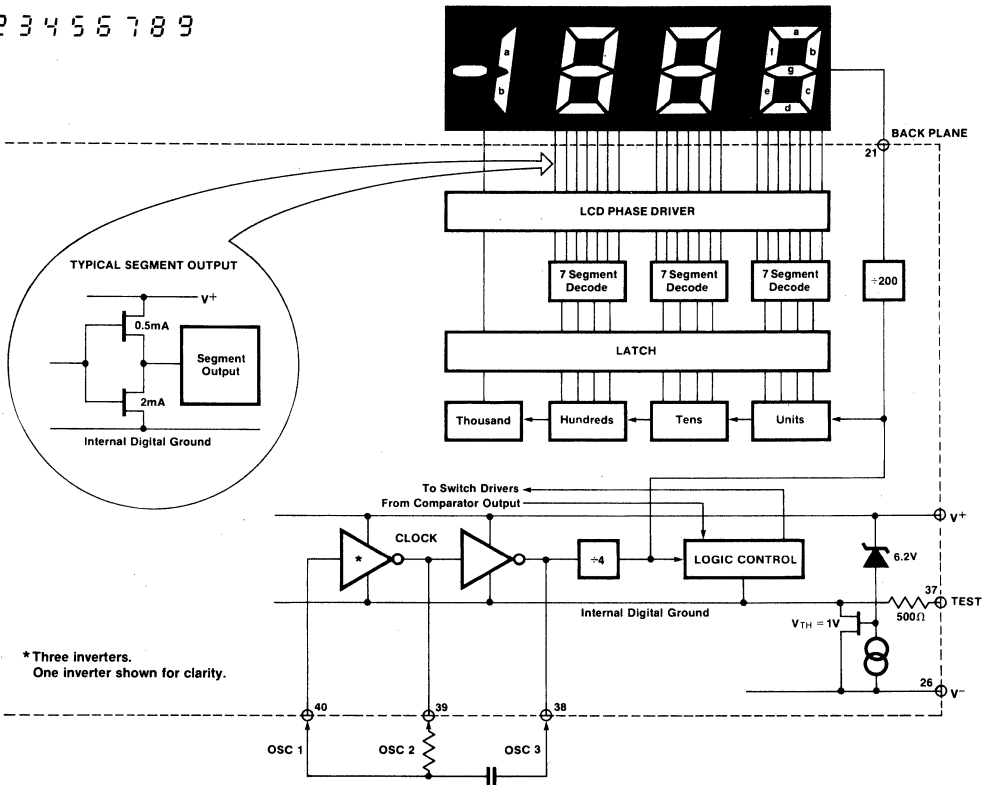 2 3 4 5 6 7 8 9
a
b
a
f
b
g
e
c
d
BACK PLANE
21
LCD PHASE DRIVER
TYPICAL SEGMENT OUTPUT
V+
0.5mA
Segment
Output
2mA
Internal Digital Ground
7 Segment
Decode
7 Segment
Decode
7 Segment
Decode
÷200
LATCH
Thousand
Hundreds
Tens
Units
To Switch Drivers
From Comparator Output
V+
CLOCK
*
÷4
LOGIC CONTROL
6.2V
37
TEST
500Ω
Internal Digital Ground
VTH = 1V
* Three inverters.
One inverter shown for clarity.
26
V-
40
39
38
OSC 1
OSC 2
OSC 3